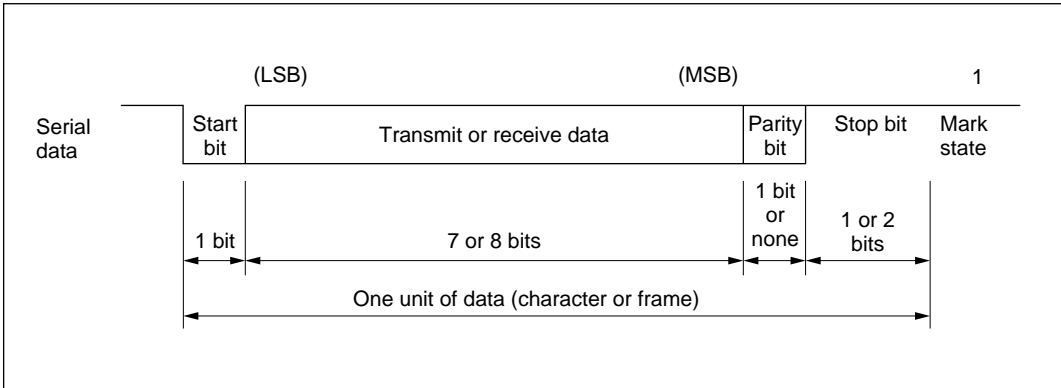 (LSB) (MSB) 1
Serial
data
Start
bit
Transmit or receive data
Parity
bit
Stop bit
Mark
state
1 bit
7 or 8 bits
1 bit
or
none
1 or 2
bits
One unit of data (character or frame)